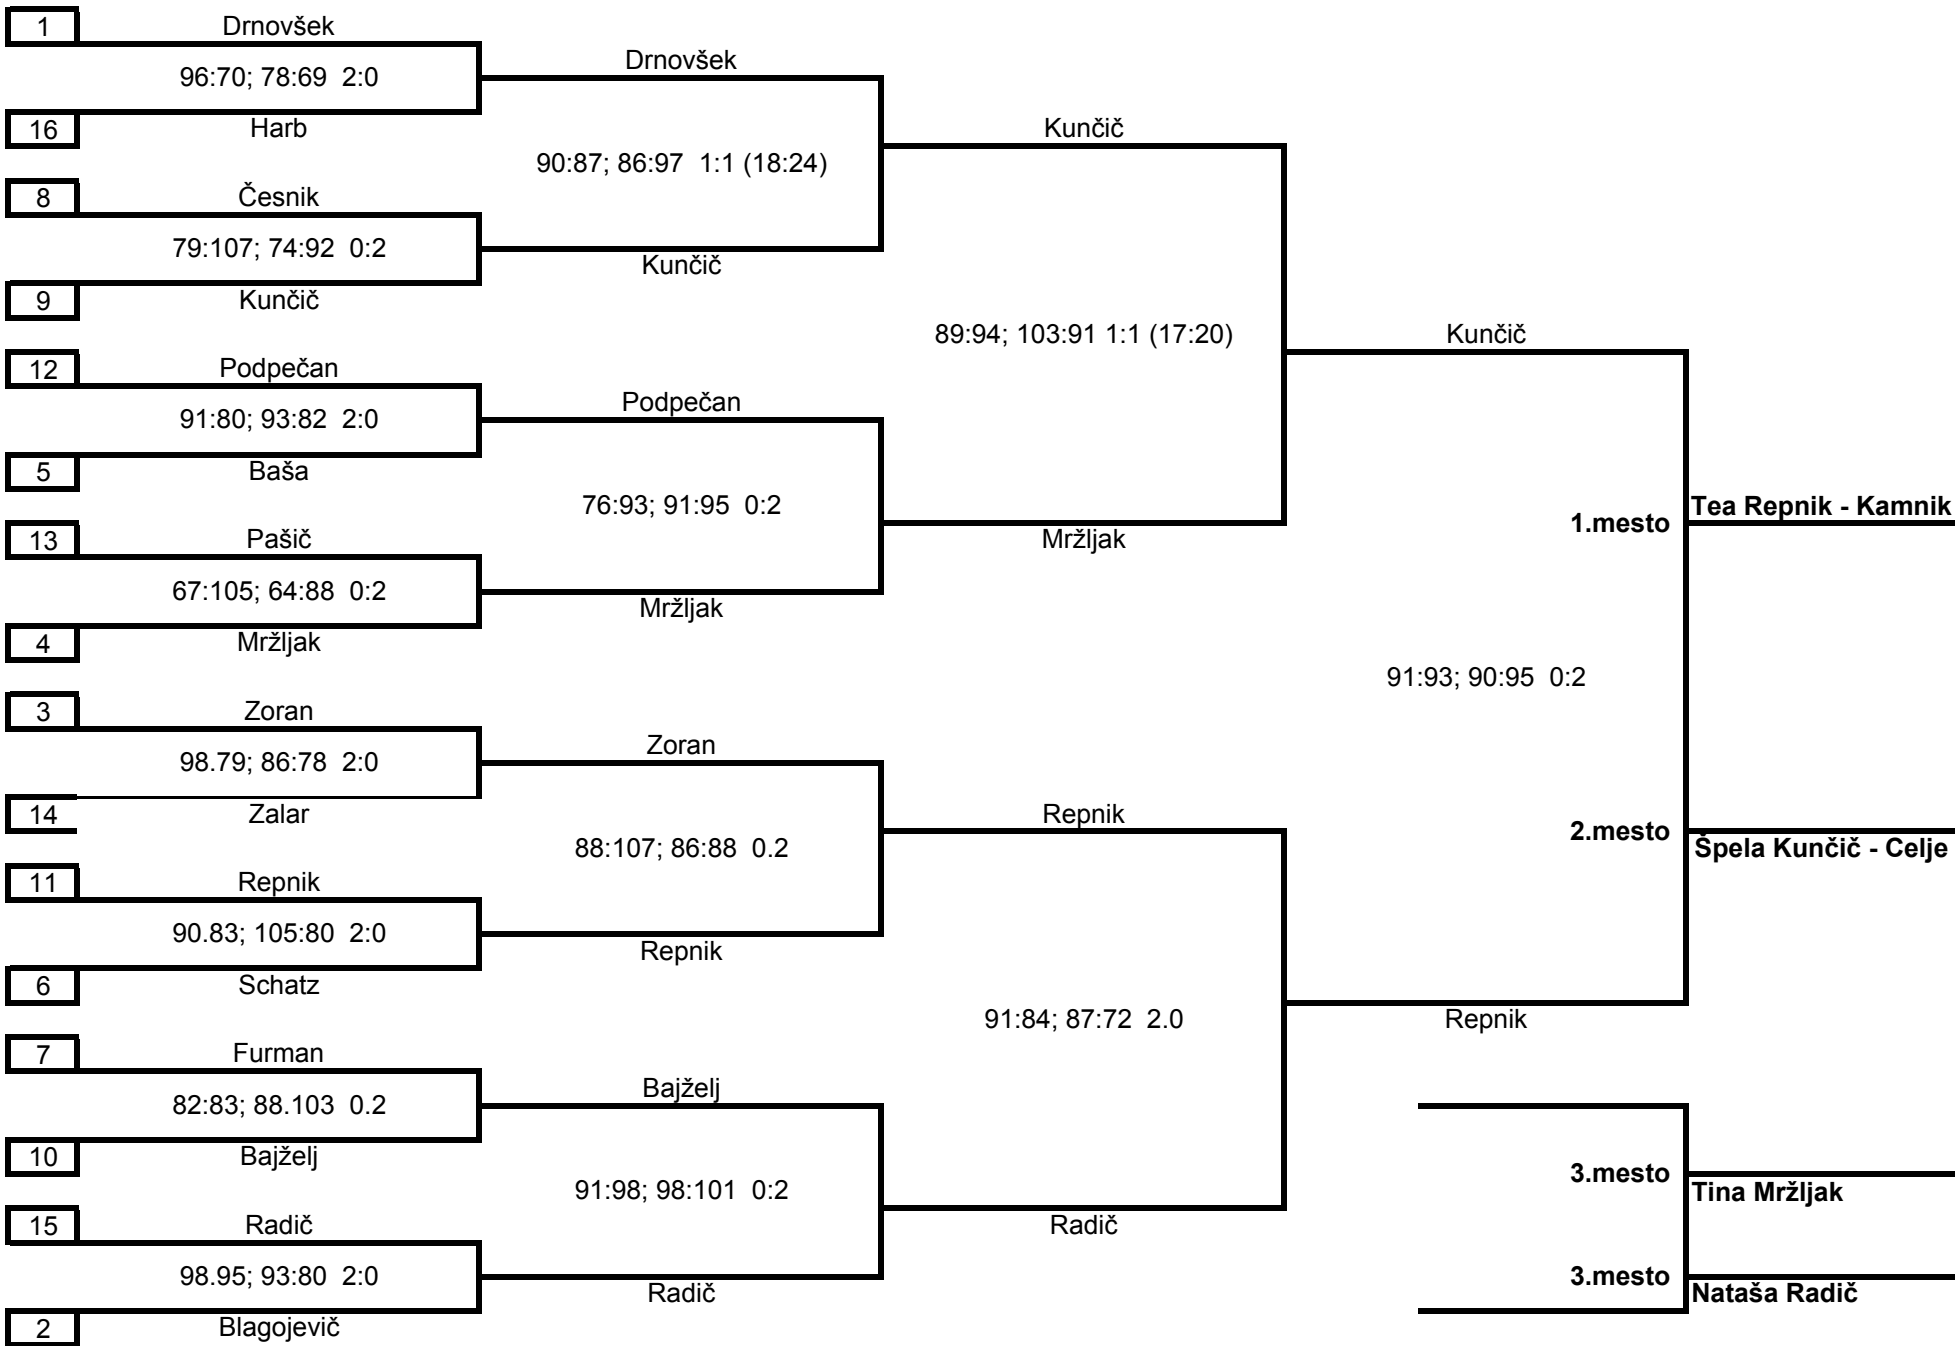 1
Drnovšek
96:70; 78:69  2:0
16
Harb
8
Česnik
79:107; 74:92  0:2
9
Kunčič
12
Podpečan
91:80; 93:82  2:0
5
Baša
13
Pašič
67:105; 64:88  0:2
4
Mržljak
3
Zoran
98.79; 86:78  2:0
14
Zalar
11
Repnik
90.83; 105:80  2:0
6
Schatz
7
Furman
82:83; 88.103  0.2
10
Bajželj
15
Radič
98.95; 93:80  2:0
2
Blagojevič
Drnovšek
90:87; 86:97  1:1 (18:24)
Kunčič
Podpečan
76:93; 91:95  0:2
Mržljak
Zoran
88:107; 86:88  0.2
Repnik
Bajželj
91:98; 98:101  0:2
Radič
Kunčič
89:94; 103:91 1:1 (17:20)
Mržljak
Repnik
91:84; 87:72  2.0
Radič
Kunčič
91:93; 90:95  0:2
Repnik
1.mesto
Tea Repnik - Kamnik
2.mesto
Špela Kunčič - Celje
3.mesto
Tina Mržljak
3.mesto
Nataša Radič